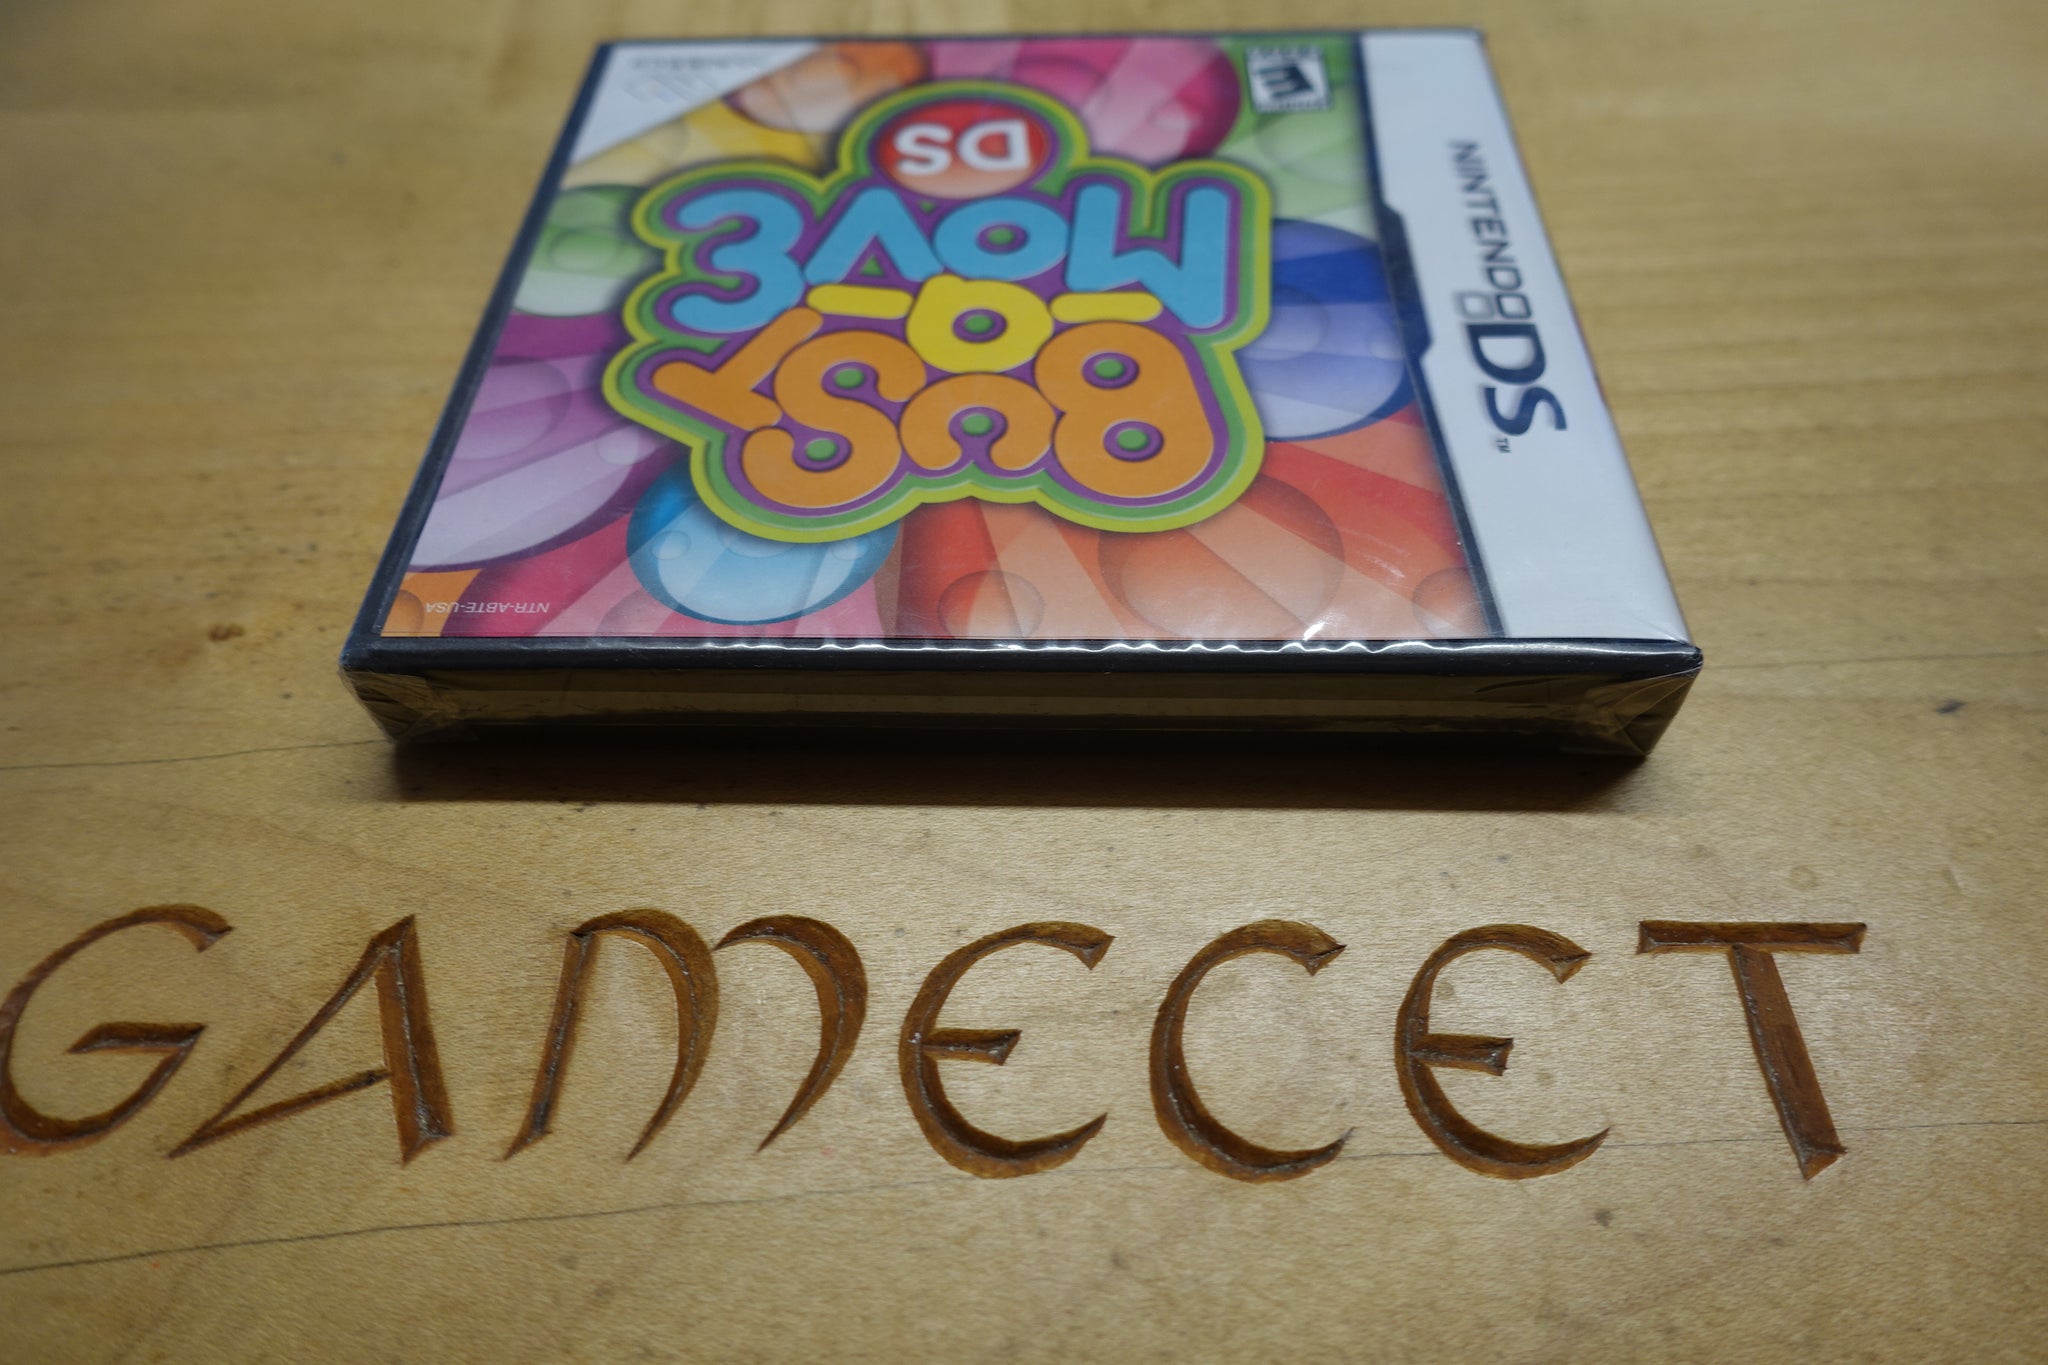 NINTENDO DS™
E
DS
MOVE
-a-
BUST
NTR-ABTE-USA
GAMECET